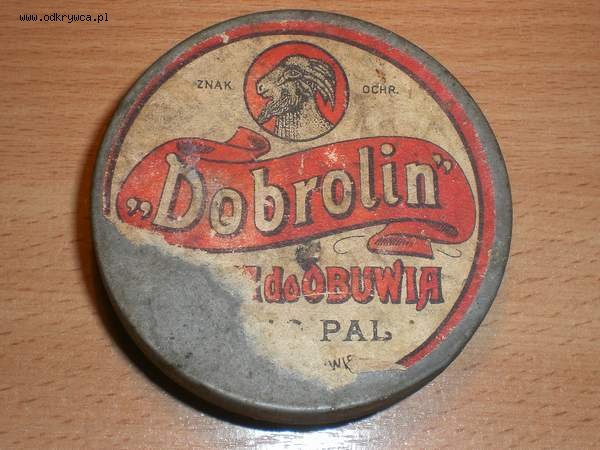 www.odkrywca.pl
ZNAK OCHR.
„Dobrolin”
do OBUWIA
PAL